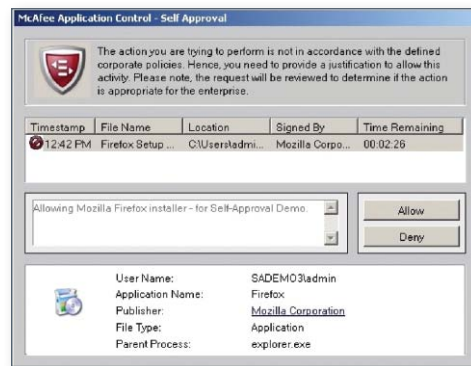 McAfee Application Control - Self Approval
The action you are trying to perform is not in accordance with the defined
corporate policies. Hence, you need to provide a justification to allow this
activity. Please note, the request will be reviewed to determine if the action
is appropriate for the enterprise.
Timestamp File Name Location Signed By Time Remaining
12:42 PM Firefox Setup ... C:\Users\admi... Mozilla Corpo... 00:02:26
Allowing Mozilla Firefox installer - for Self-Approval Demo.
Allow
Deny
User Name: SADEMO3\admin
Application Name: Firefox
Publisher: Mozilla Corporation
File Type: Application
Parent Process: explorer.exe